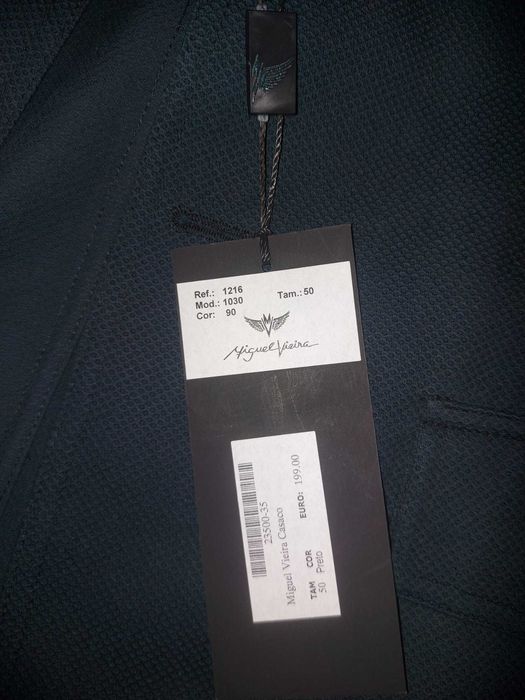 Ref.: 1216 Tam.: 50
Mod.: 1030
Cor: 90
Miguel Vieira
23500-35
Miguel Vieira Casaco
TAM COR EURO: 199.00
50 Preto